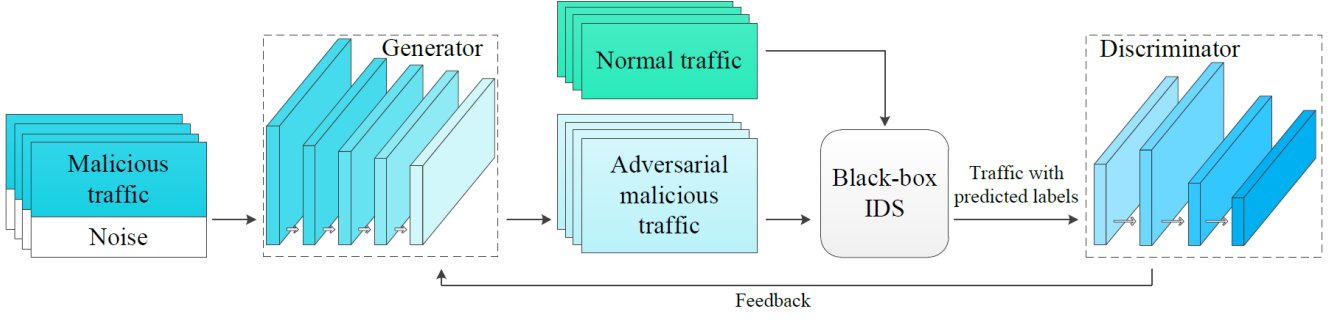 Malicious
traffic
Noise
Generator
Normal traffic
Adversarial
malicious
traffic
Black-box
IDS
Traffic with
predicted labels
Discriminator
Feedback